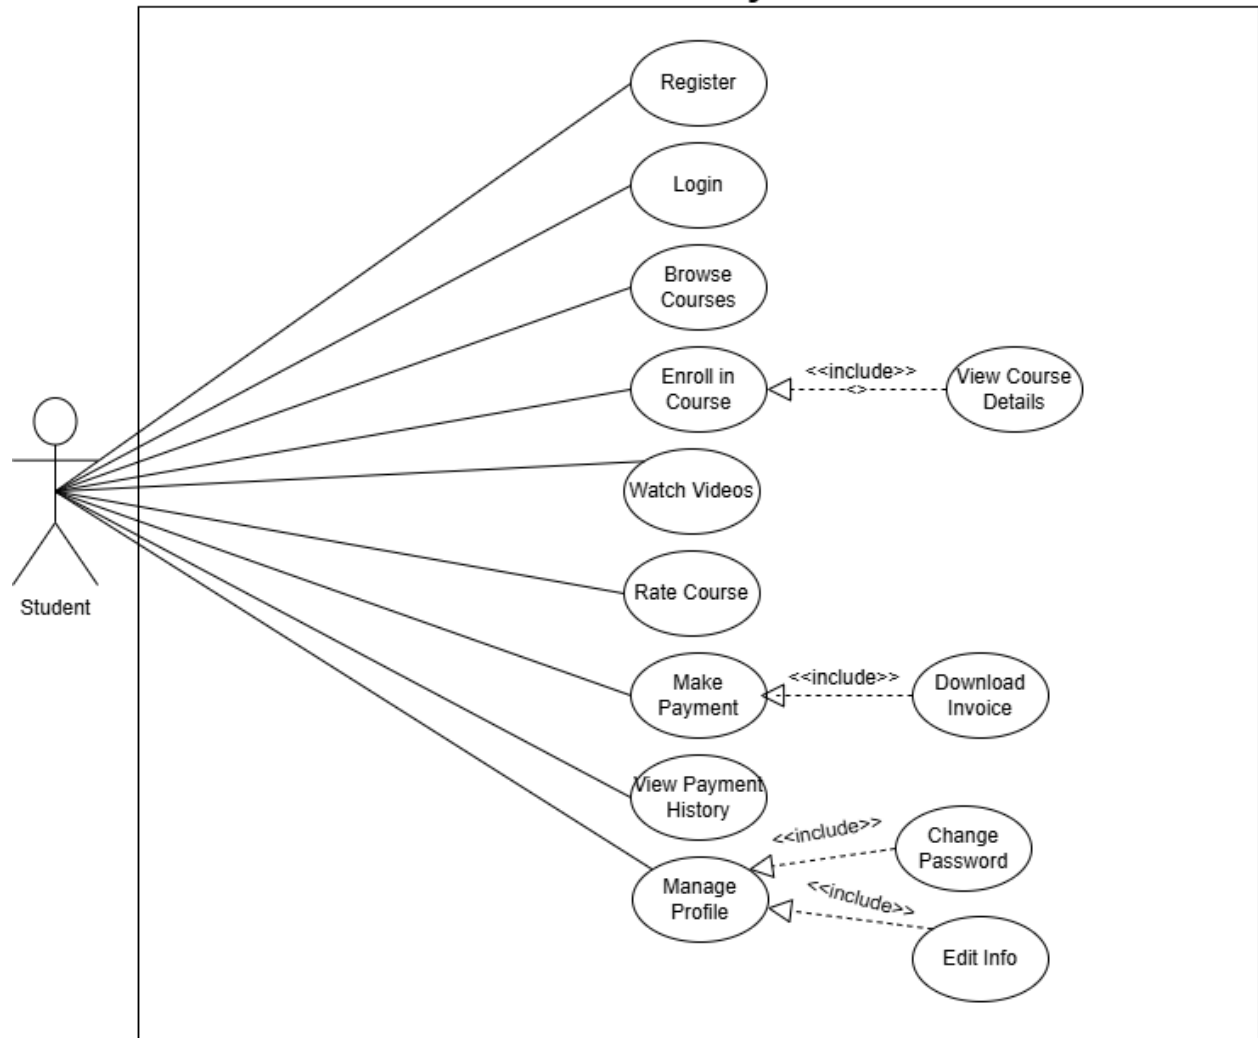 Register
Login
Browse
Courses
Enroll in
Course
<<include>>
<>
View Course
Details
Watch Videos
Student
Rate Course
Make
Payment
<<include>>
Download
Invoice
View Payment
History
<<include>>
Change
Password
Manage
Profile
<<include>>
Edit Info